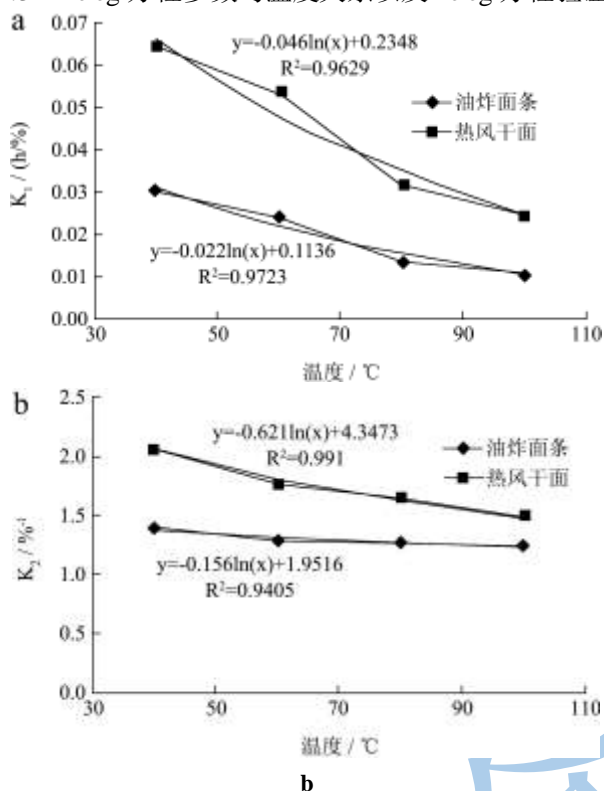 a
0.07
0.06
0.05
0.04
0.03
0.02
0.01
0.00
K₁ / (h/%)
y=-0.046ln(x)+0.2348
R²=0.9629
油炸面条
热风干面
y=-0.022ln(x)+0.1136
R²=0.9723
30 50 70 90 110
温度 / ℃
b
2.5
2.0
1.5
1.0
0.5
0.0
K₂ / %⁻¹
y=-0.621ln(x)+4.3473
R²=0.991
油炸面条
热风干面
y=-0.156ln(x)+1.9516
R²=0.9405
30 50 70 90 110
温度 / ℃
b